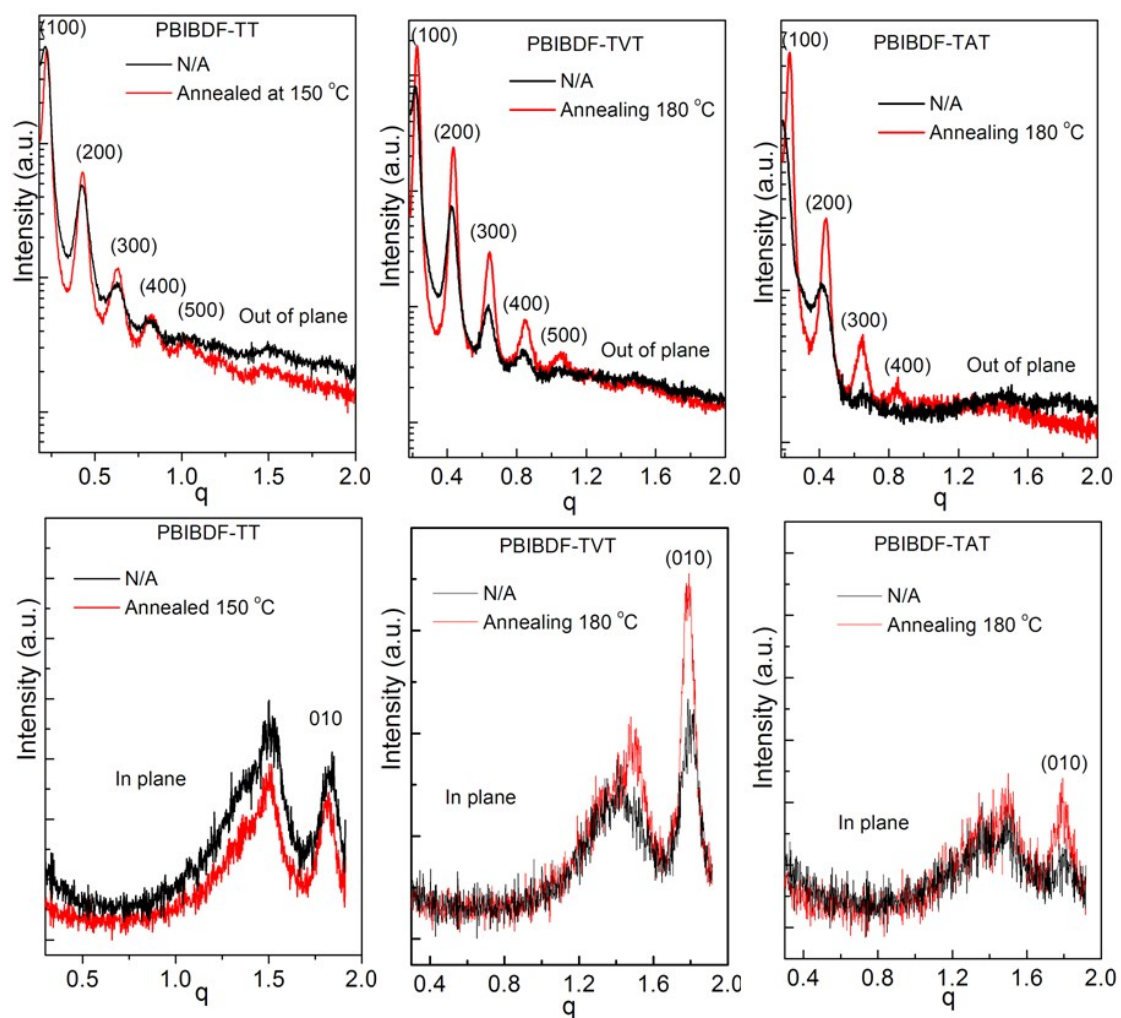 PBIBDF-TT
(100)
N/A
Annealed at 150 °C
(200)
(300)
(400)
(500)
Out of plane
Intensity (a.u.)
0.5
1.0
1.5
2.0
q
PBIBDF-TVT
(100)
N/A
Annealing 180 °C
(200)
(300)
(400)
(500)
Out of plane
Intensity (a.u.)
0.4
0.8
1.2
1.6
2.0
q
(100)
PBIBDF-TAT
N/A
Annealing 180 °C
(200)
(300)
(400)
Out of plane
Intensity (a.u.)
0.4
0.8
1.2
1.6
2.0
q
PBIBDF-TT
N/A
Annealed 150 °C
010
In plane
Intensity (a.u.)
0.5
1.0
1.5
2.0
q
PBIBDF-TVT
(010)
N/A
Annealing 180 °C
In plane
Intensity (a.u.)
0.4
0.8
1.2
1.6
2.0
q
PBIBDF-TAT
N/A
Annealing 180 °C
(010)
In plane
Intensity (a.u.)
0.4
0.8
1.2
1.6
2.0
q